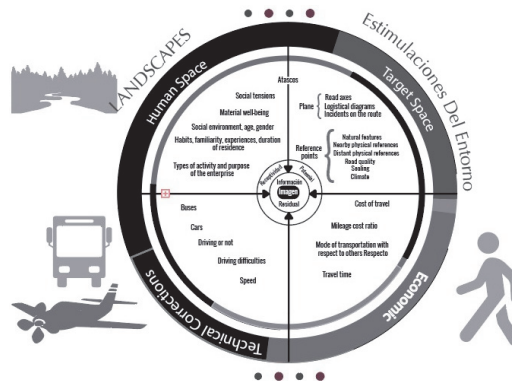 LANDSCAPES
Estimulaciones Del Entorno
Human Space
Target Space
Atascos
Social tensions
Material well-being
Social environment, age, gender
Habits, familiarity, experiences, duration
of residence
Types of activity and purpose
of the enterprise
Plane
Road axes
Logistical diagrams
Incidents on the route
Reference
points
Natural features
Nearby physical references
Distant physical references
Road quality
Sealing
Climate
Receptividad
Potencial
Información
Imagen
Residual
Buses
Cars
Driving or not
Driving difficulties
Speed
Cost of travel
Mileage cost ratio
Mode of transportation with
respect to others Respecto
Travel time
Technical Corrections
Economic